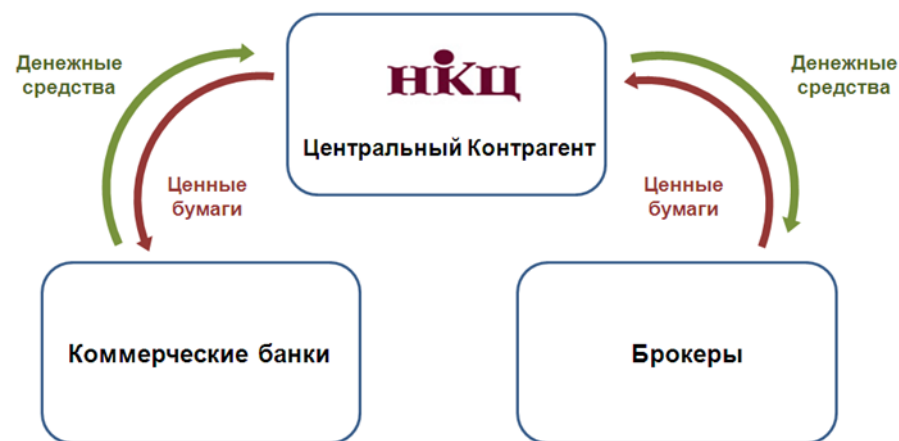 Денежные
средства
Ценные
бумаги
нкц
Центральный Контрагент
Денежные
средства
Ценные
бумаги
Коммерческие банки
Брокеры